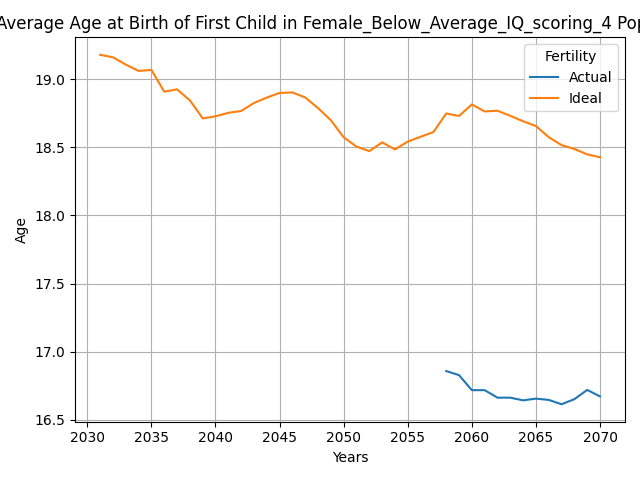 Average Age at Birth of First Child in Female_Below_Average_IQ_scoring_4 Pop
Fertility
Actual
Ideal
19.0
18.5
18.0
17.5
17.0
16.5
Age
2030 2035 2040 2045 2050 2055 2060 2065 2070
Years